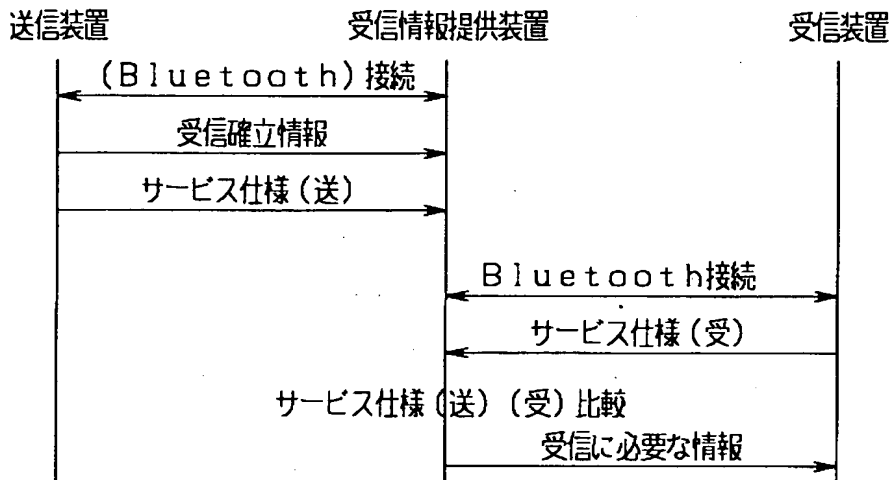 送信装置 受信情報提供装置 受信装置
(Bluetooth)接続
受信確立情報
サービス仕様(送)
Bluetooth接続
サービス仕様(受)
サービス仕様(送)(受)比較
受信に必要な情報